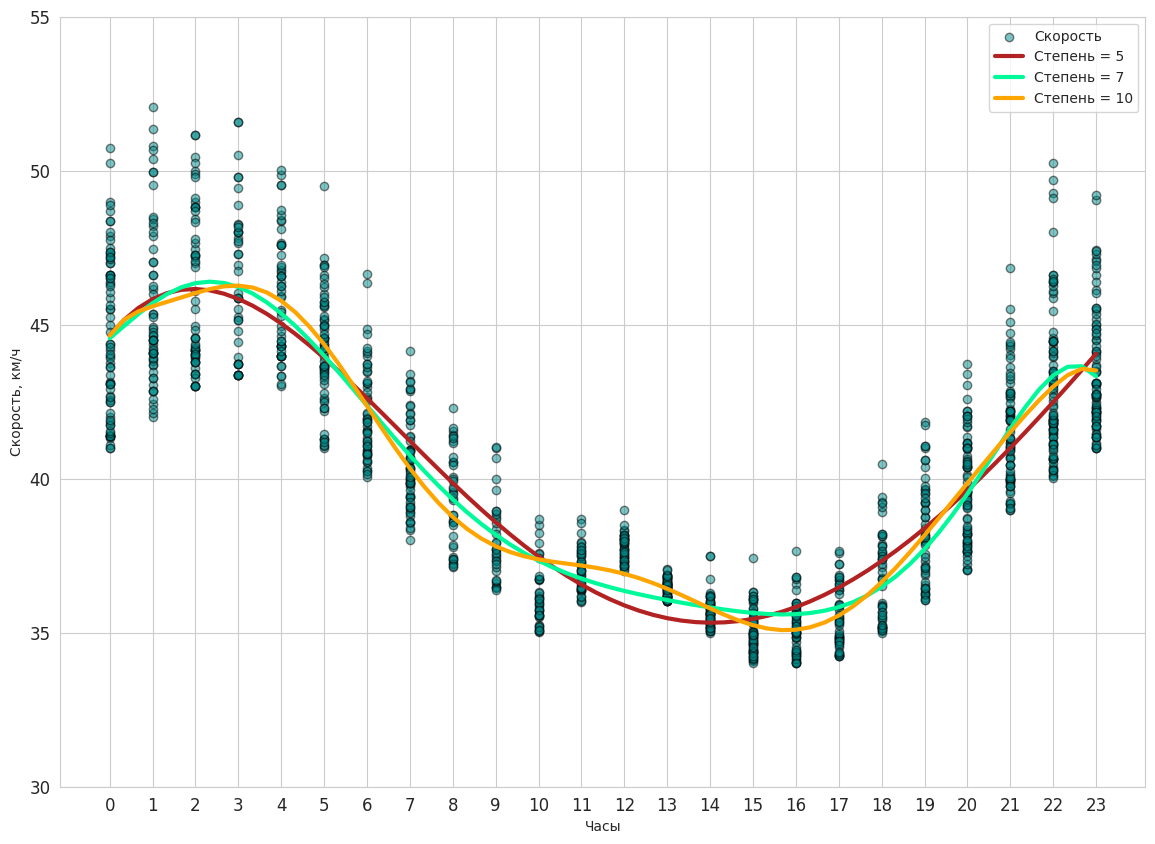 55
50
45
40
35
30
Скорость, км/ч
Скорость
Степень = 5
Степень = 7
Степень = 10
0 1 2 3 4 5 6 7 8 9 10 11 12 13 14 15 16 17 18 19 20 21 22 23
Часы